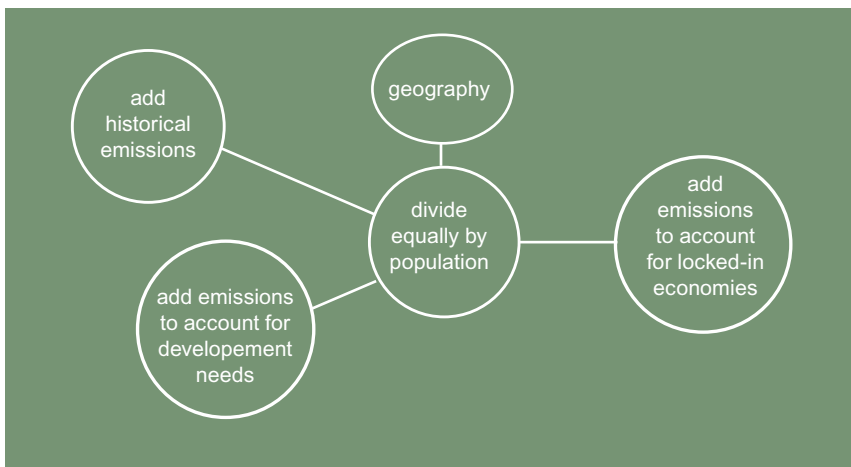 add
historical
emissions
geography
divide
equally by
population
add
emissions
to account
for locked-in
economies
add emissions
to account for
developement
needs